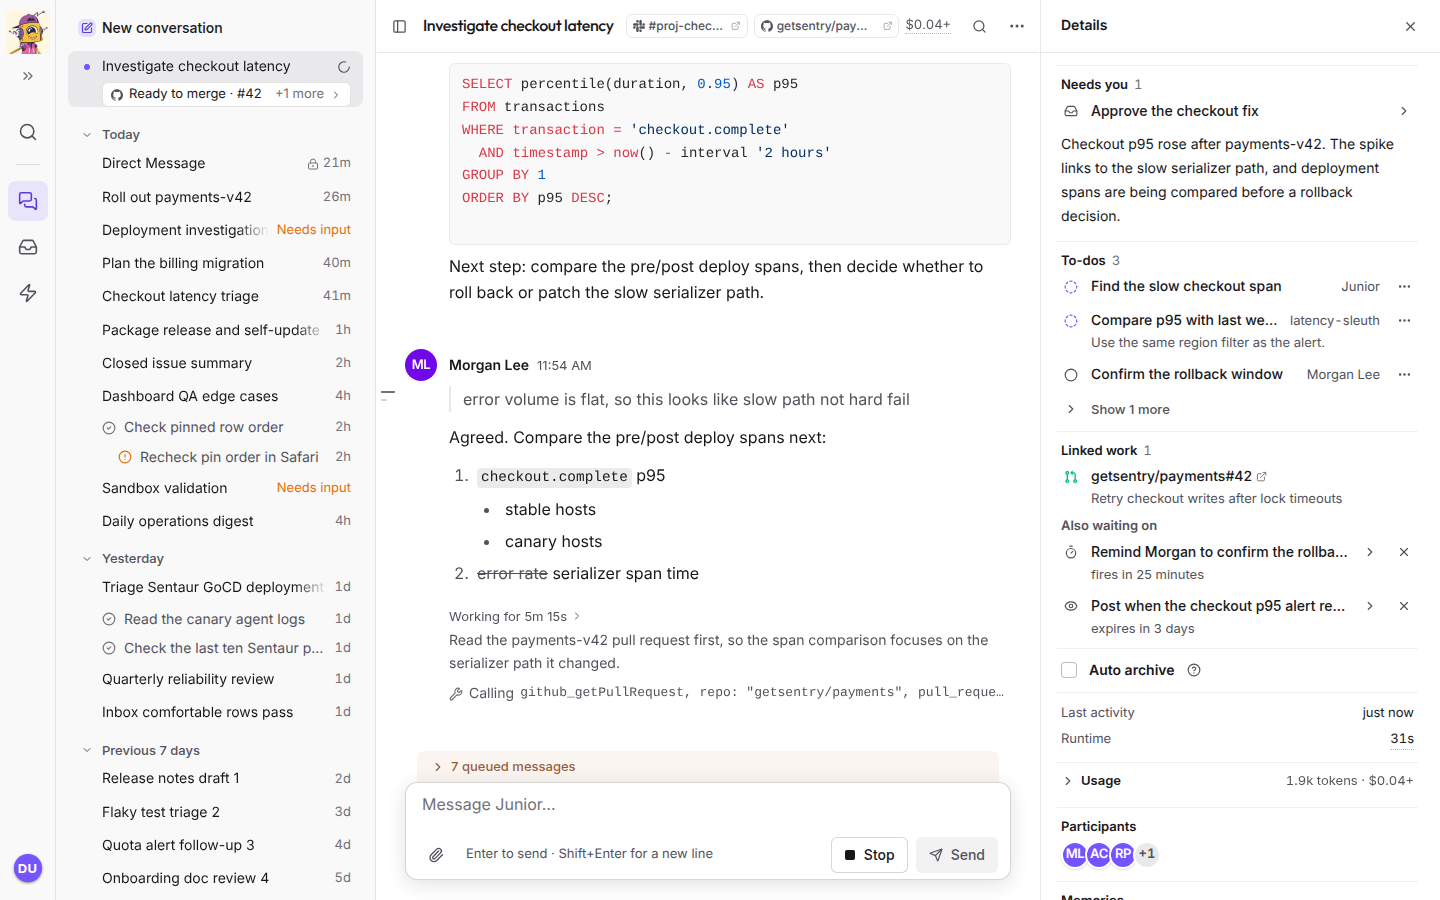 New conversation
Investigate checkout latency
Ready to merge · #42 +1 more
Today
Direct Message 21m
Roll out payments-v42 26m
Deployment investigation Needs input
Plan the billing migration 40m
Checkout latency triage 41m
Package release and self-update 1h
Closed issue summary 2h
Dashboard QA edge cases 4h
Check pinned row order 2h
Recheck pin order in Safari 2h
Sandbox validation Needs input
Daily operations digest 4h
Yesterday
Triage Sentaur GoCD deployment 1d
Read the canary agent logs 1d
Check the last ten Sentaur p... 1d
Quarterly reliability review 1d
Inbox comfortable rows pass 1d
Previous 7 days
Release notes draft 1 2d
Flaky test triage 2 3d
Quota alert follow-up 3 4d
Onboarding doc review 4 5d
DU
Investigate checkout latency #proj-chec... getsentry/pay... $0.04+
SELECT percentile(duration, 0.95) AS p95
FROM transactions
WHERE transaction = 'checkout.complete'
AND timestamp > now() - interval '2 hours'
GROUP BY 1
ORDER BY p95 DESC;
Next step: compare the pre/post deploy spans, then decide whether to
roll back or patch the slow serializer path.
ML Morgan Lee 11:54 AM
error volume is flat, so this looks like slow path not hard fail
Agreed. Compare the pre/post deploy spans next:
1. checkout.complete p95
• stable hosts
• canary hosts
2. error rate serializer span time
Working for 5m 15s
Read the payments-v42 pull request first, so the span comparison focuses on the
serializer path it changed.
Calling github_getPullRequest, repo: "getsentry/payments", pull_reque...
7 queued messages
Message Junior...
Enter to send · Shift+Enter for a new line
Stop
Send
Details
Needs you 1
Approve the checkout fix
Checkout p95 rose after payments-v42. The spike
links to the slow serializer path, and deployment
spans are being compared before a rollback
decision.
To-dos 3
Find the slow checkout span Junior
Compare p95 with last we... latency-sleuth
Use the same region filter as the alert.
Confirm the rollback window Morgan Lee
Show 1 more
Linked work 1
getsentry/payments#42
Retry checkout writes after lock timeouts
Also waiting on
Remind Morgan to confirm the rollba...
fires in 25 minutes
Post when the checkout p95 alert re...
expires in 3 days
Auto archive
Last activity just now
Runtime 31s
Usage 1.9k tokens · $0.04+
Participants
ML AC RP +1
Memories